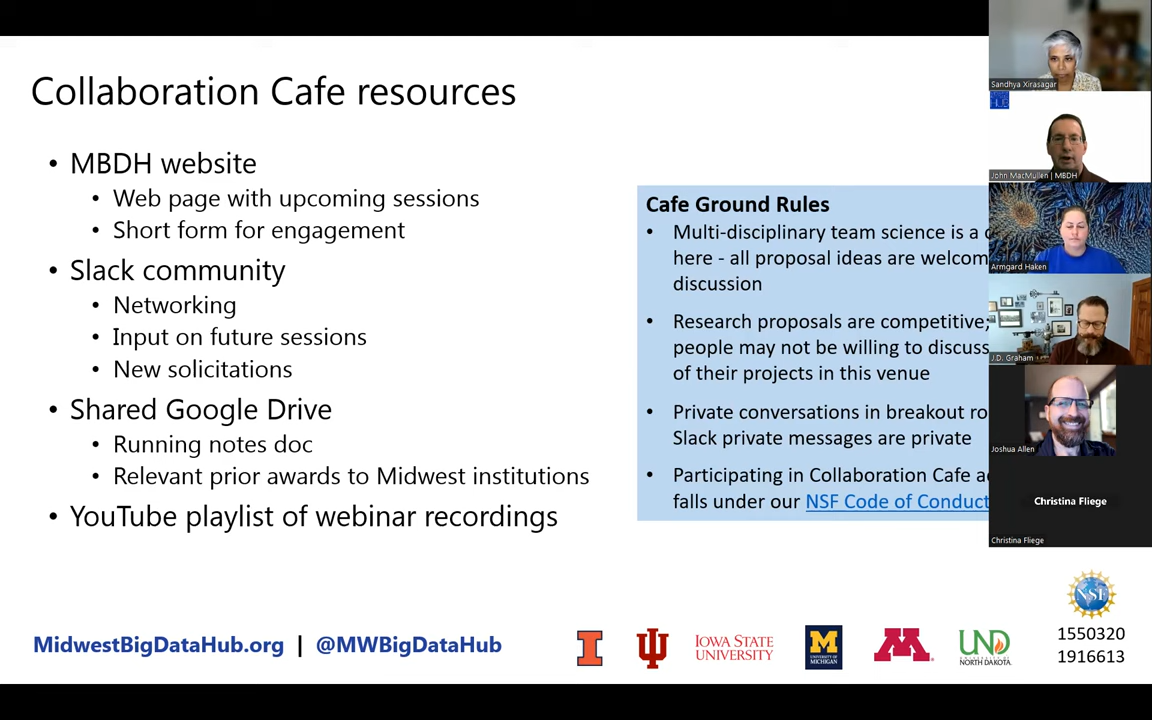 Collaboration Cafe resources
• MBDH website
• Web page with upcoming sessions
• Short form for engagement
• Slack community
• Networking
• Input on future sessions
• New solicitations
• Shared Google Drive
• Running notes doc
• Relevant prior awards to Midwest institutions
• YouTube playlist of webinar recordings
Cafe Ground Rules
• Multi-disciplinary team science is a
here - all proposal ideas are welcom
discussion
• Research proposals are competitive,
people may not be willing to discuss
of their projects in this venue
• Private conversations in breakout ro
Slack private messages are private
• Participating in Collaboration Cafe a
falls under our NSF Code of Conduct
Sandhya Xirasagar
HUB
John MacMullen | MBDH
Armgard Haken
J.D. Graham
Joshua Allen
Christina Fliege
Christina Fliege
MidwestBigDataHub.org | @MWBigDataHub
I
IOWA STATE
UNIVERSITY
M
UNIVERSITY OF
MICHIGAN
M
UND
NORTH DAKOTA
NSF
1550320
1916613